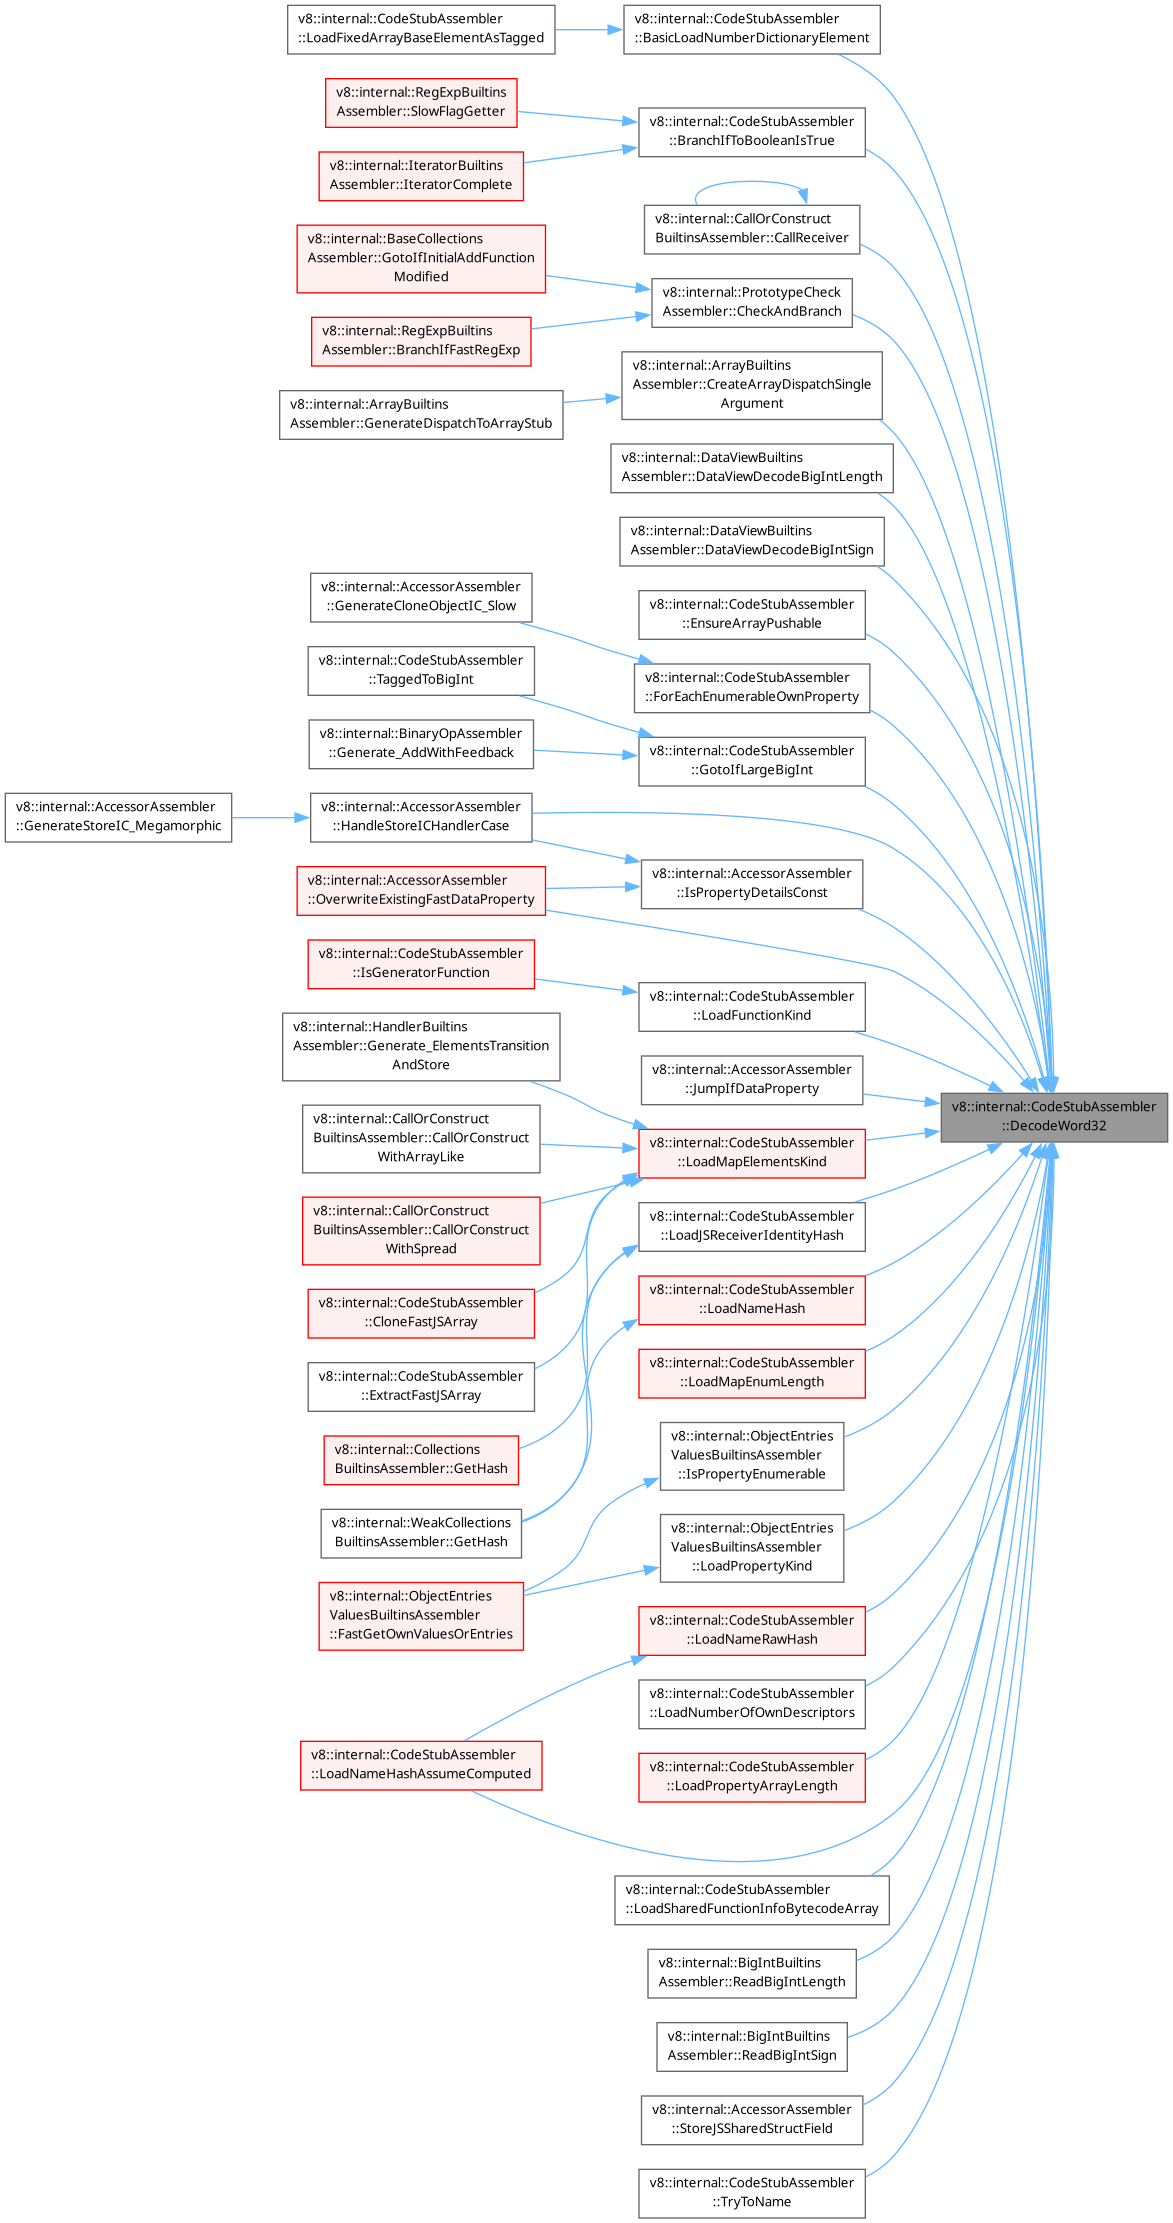 v8::internal::CodeStubAssembler
::LoadFixedArrayBaseElementAsTagged
v8::internal::CodeStubAssembler
::BasicLoadNumberDictionaryElement
v8::internal::RegExpBuiltins
Assembler::SlowFlagGetter
v8::internal::CodeStubAssembler
::BranchIfToBooleanIsTrue
v8::internal::IteratorBuiltins
Assembler::IteratorComplete
v8::internal::CallOrConstruct
BuiltinsAssembler::CallReceiver
v8::internal::BaseCollections
Assembler::GotoIfInitialAddFunction
Modified
v8::internal::PrototypeCheck
Assembler::CheckAndBranch
v8::internal::RegExpBuiltins
Assembler::BranchIfFastRegExp
v8::internal::ArrayBuiltins
Assembler::CreateArrayDispatchSingle
Argument
v8::internal::ArrayBuiltins
Assembler::GenerateDispatchToArrayStub
v8::internal::DataViewBuiltins
Assembler::DataViewDecodeBigIntLength
v8::internal::DataViewBuiltins
Assembler::DataViewDecodeBigIntSign
v8::internal::AccessorAssembler
::GenerateCloneObjectIC_Slow
v8::internal::CodeStubAssembler
::EnsureArrayPushable
v8::internal::CodeStubAssembler
::TaggedToBigInt
v8::internal::CodeStubAssembler
::ForEachEnumerableOwnProperty
v8::internal::BinaryOpAssembler
::Generate_AddWithFeedback
v8::internal::CodeStubAssembler
::GotoIfLargeBigInt
v8::internal::AccessorAssembler
::GenerateStoreIC_Megamorphic
v8::internal::AccessorAssembler
::HandleStoreICHandlerCase
v8::internal::AccessorAssembler
::IsPropertyDetailsConst
v8::internal::AccessorAssembler
::OverwriteExistingFastDataProperty
v8::internal::CodeStubAssembler
::IsGeneratorFunction
v8::internal::CodeStubAssembler
::LoadFunctionKind
v8::internal::HandlerBuiltins
Assembler::Generate_ElementsTransition
AndStore
v8::internal::AccessorAssembler
::JumpIfDataProperty
v8::internal::CodeStubAssembler
::DecodeWord32
v8::internal::CallOrConstruct
BuiltinsAssembler::CallOrConstruct
WithArrayLike
v8::internal::CodeStubAssembler
::LoadMapElementsKind
v8::internal::CallOrConstruct
BuiltinsAssembler::CallOrConstruct
WithSpread
v8::internal::CodeStubAssembler
::LoadJSReceiverIdentityHash
v8::internal::CodeStubAssembler
::CloneFastJSArray
v8::internal::CodeStubAssembler
::LoadNameHash
v8::internal::CodeStubAssembler
::ExtractFastJSArray
v8::internal::CodeStubAssembler
::LoadMapEnumLength
v8::internal::Collections
BuiltinsAssembler::GetHash
v8::internal::ObjectEntries
ValuesBuiltinsAssembler
::IsPropertyEnumerable
v8::internal::WeakCollections
BuiltinsAssembler::GetHash
v8::internal::ObjectEntries
ValuesBuiltinsAssembler
::LoadPropertyKind
v8::internal::ObjectEntries
ValuesBuiltinsAssembler
::FastGetOwnValuesOrEntries
v8::internal::CodeStubAssembler
::LoadNameRawHash
v8::internal::CodeStubAssembler
::LoadNumberOfOwnDescriptors
v8::internal::CodeStubAssembler
::LoadNameHashAssumeComputed
v8::internal::CodeStubAssembler
::LoadPropertyArrayLength
v8::internal::CodeStubAssembler
::LoadSharedFunctionInfoBytecodeArray
v8::internal::BigIntBuiltins
Assembler::ReadBigIntLength
v8::internal::BigIntBuiltins
Assembler::ReadBigIntSign
v8::internal::AccessorAssembler
::StoreJSSharedStructField
v8::internal::CodeStubAssembler
::TryToName